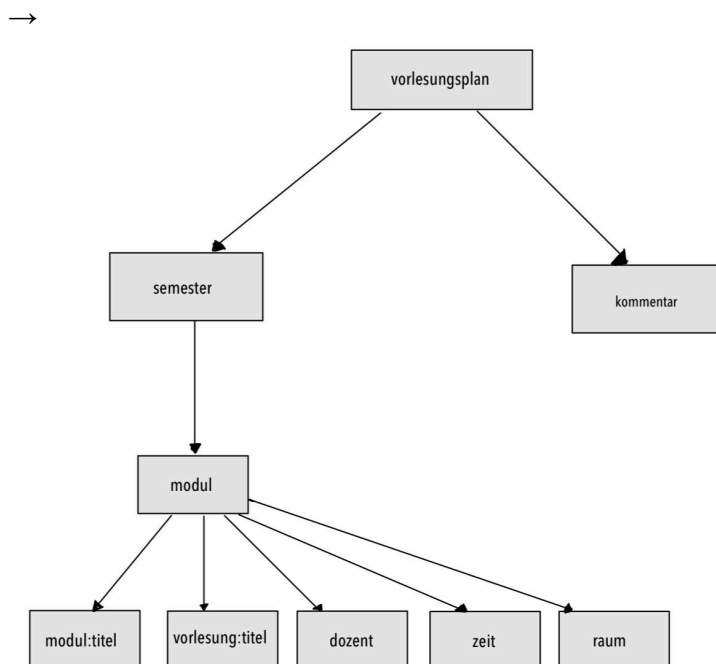 →
vorlesungsplan
semester
kommentar
modul
modul:titel
vorlesung:titel
dozent
zeit
raum